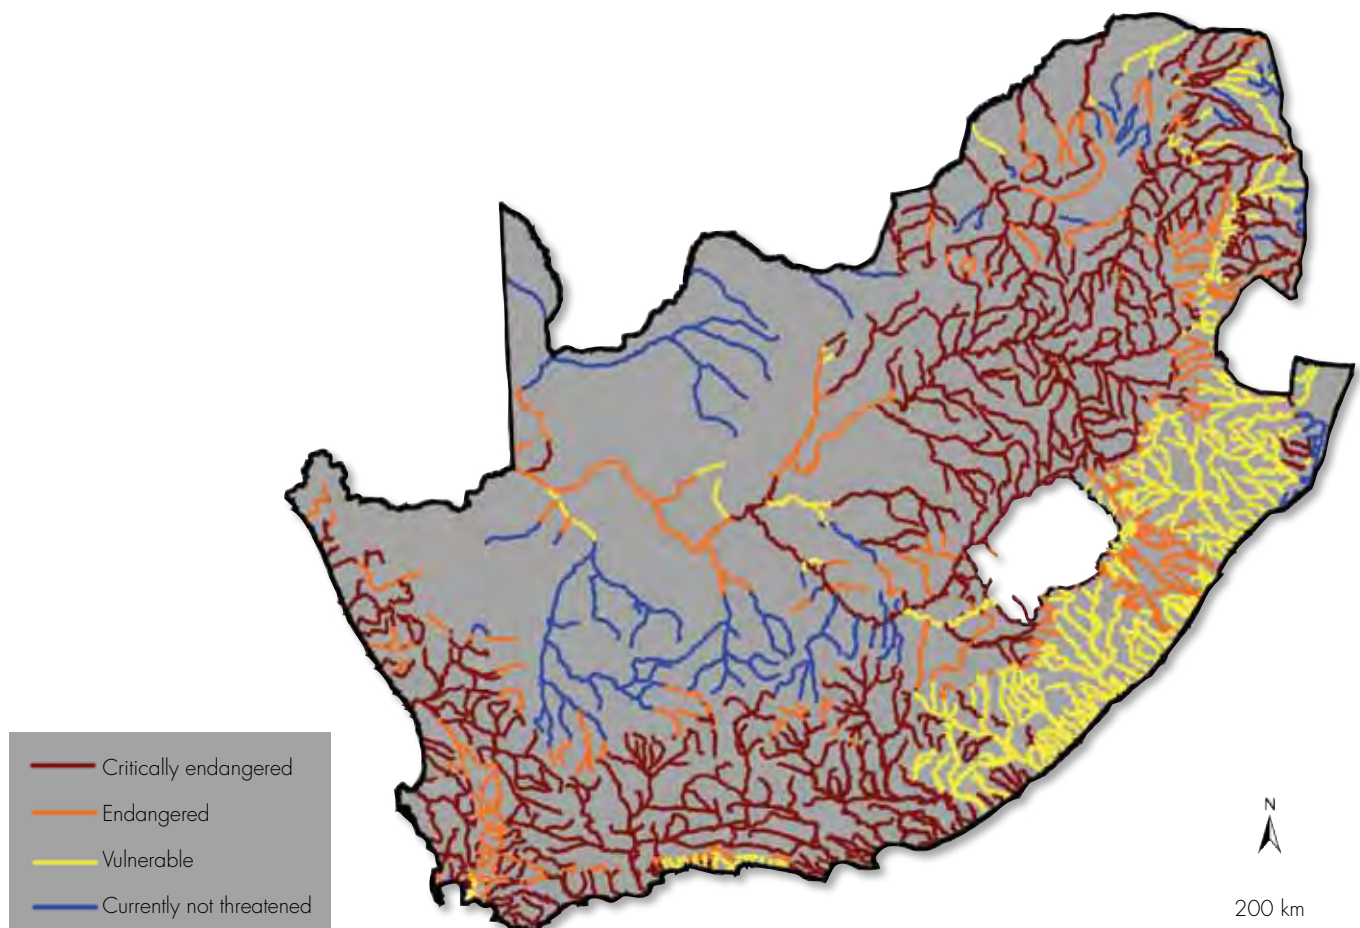 Critically endangered
Endangered
Vulnerable
Currently not threatened
N
200 km